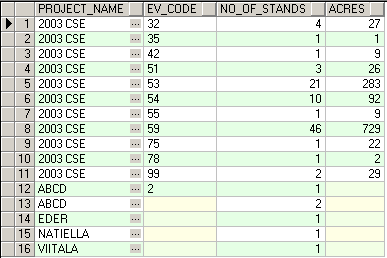 PROJECT_NAME EV_CODE NO_OF_STANDS ACRES
1 2003 CSE ... 32 4 27
2 2003 CSE ... 35 1 1
3 2003 CSE ... 42 1 9
4 2003 CSE ... 51 3 26
5 2003 CSE ... 53 21 283
6 2003 CSE ... 54 10 92
7 2003 CSE ... 55 1 9
8 2003 CSE ... 59 46 729
9 2003 CSE ... 75 1 22
10 2003 CSE ... 78 1 2
11 2003 CSE ... 99 2 29
12 ABCD ... 2 1
13 ABCD ... 2
14 EDER ... 1
15 NATIELLA ... 1
16 VIITALA ... 1